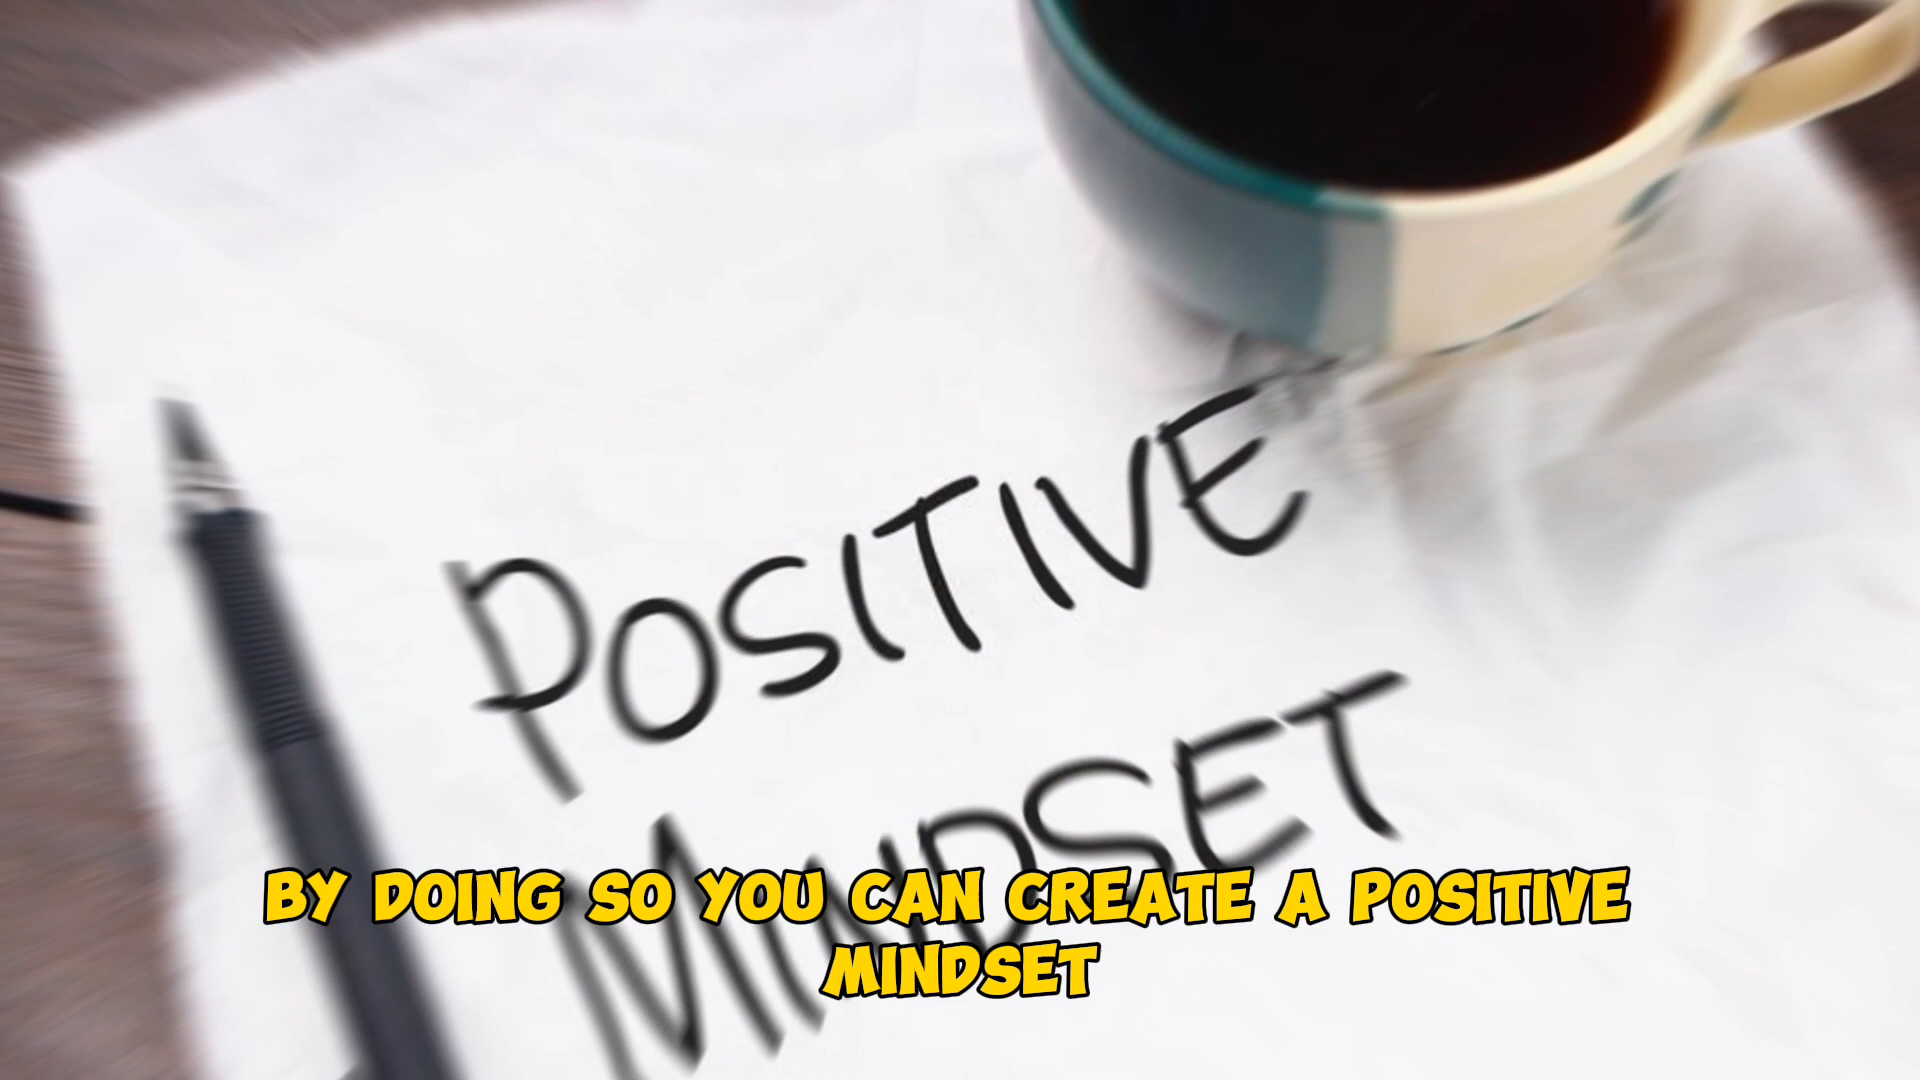 POSITIVE
MINDSET
BY DOING SO YOU CAN CREATE A POSITIVE
MINDSET